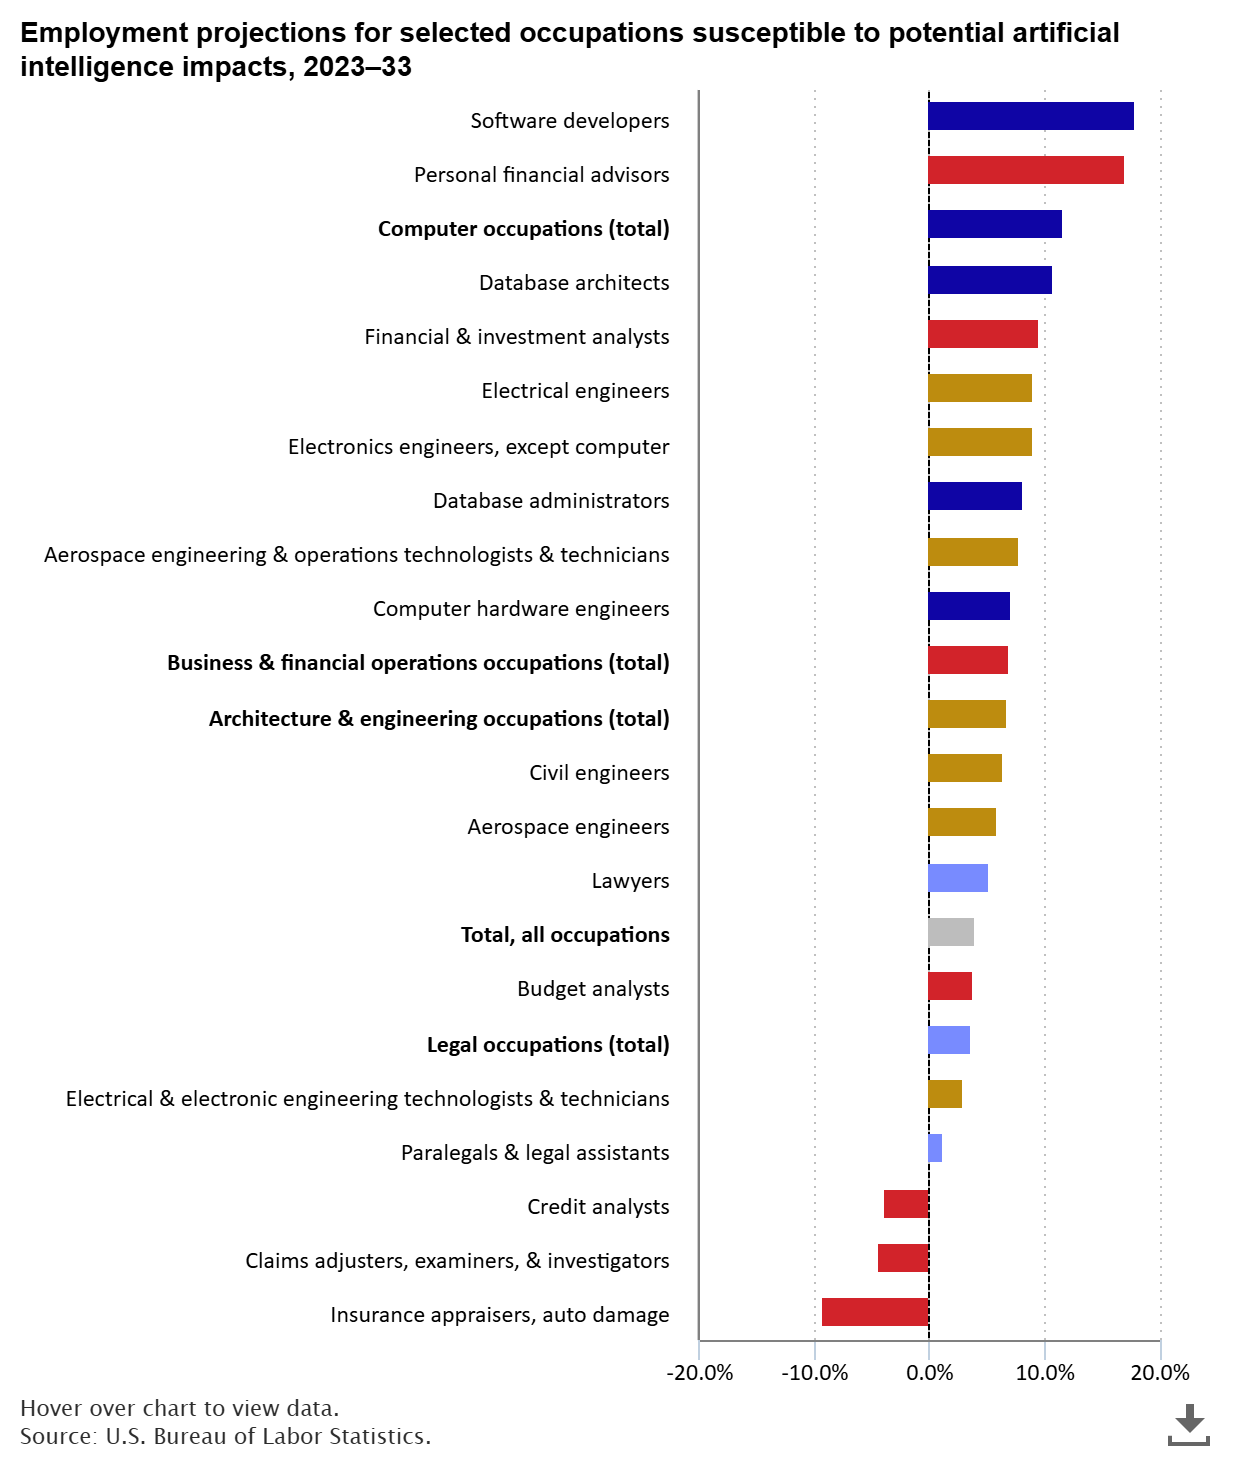 Employment projections for selected occupations susceptible to potential artificial
intelligence impacts, 2023–33
Software developers
Personal financial advisors
Computer occupations (total)
Database architects
Financial & investment analysts
Electrical engineers
Electronics engineers, except computer
Database administrators
Aerospace engineering & operations technologists & technicians
Computer hardware engineers
Business & financial operations occupations (total)
Architecture & engineering occupations (total)
Civil engineers
Aerospace engineers
Lawyers
Total, all occupations
Budget analysts
Legal occupations (total)
Electrical & electronic engineering technologists & technicians
Paralegals & legal assistants
Credit analysts
Claims adjusters, examiners, & investigators
Insurance appraisers, auto damage
-20.0% -10.0% 0.0% 10.0% 20.0%
Hover over chart to view data.
Source: U.S. Bureau of Labor Statistics.